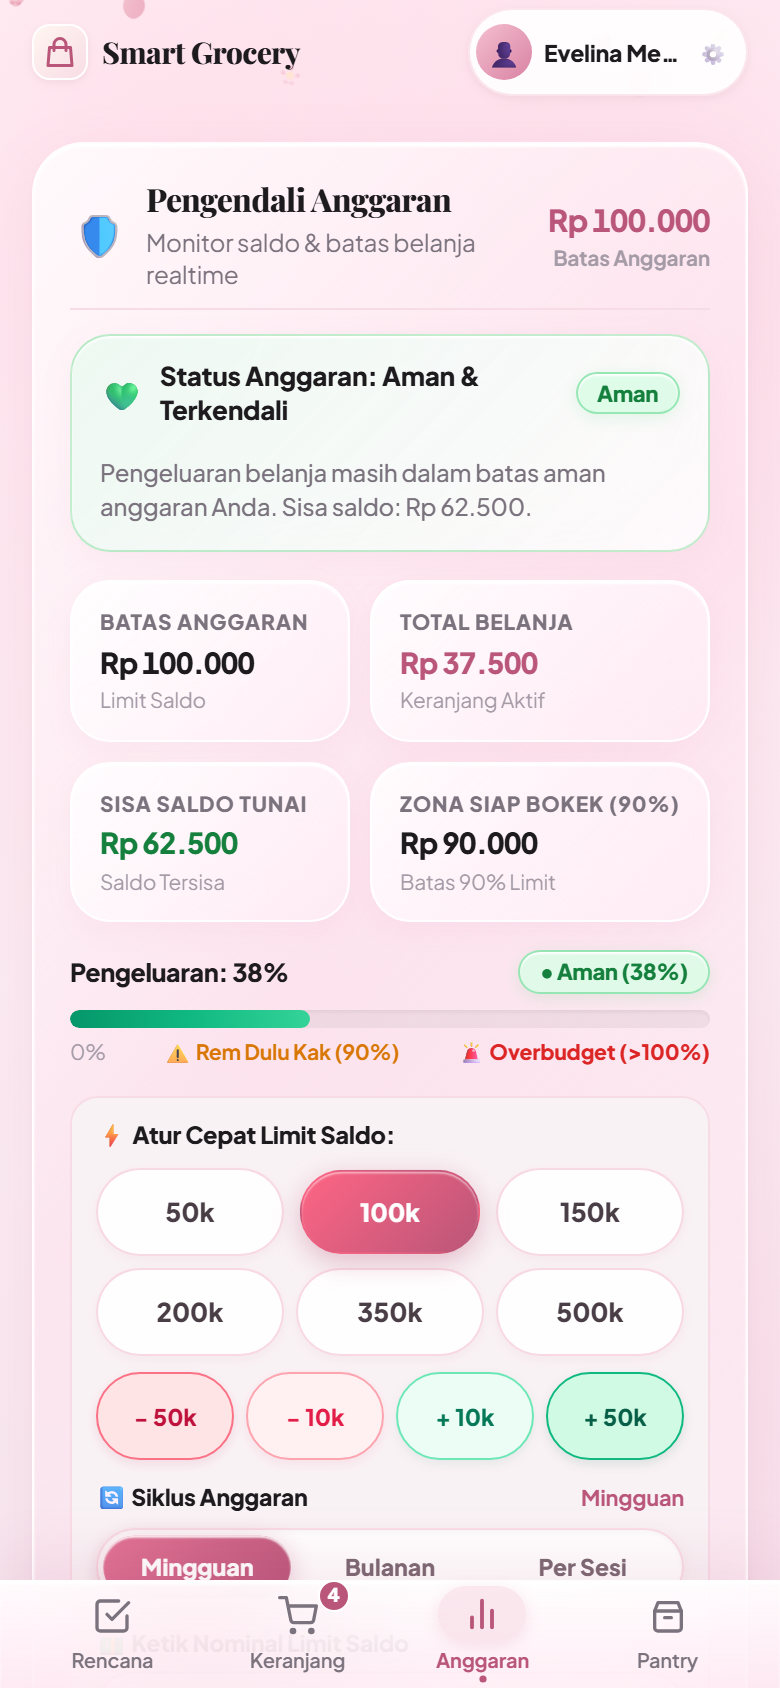 Smart Grocery
Evelina Me...
Pengendali Anggaran
Monitor saldo & batas belanja
realtime
Rp 100.000
Batas Anggaran
Status Anggaran: Aman &
Terkendali
Aman
Pengeluaran belanja masih dalam batas aman
anggaran Anda. Sisa saldo: Rp 62.500.
BATAS ANGGARAN
Rp 100.000
Limit Saldo
TOTAL BELANJA
Rp 37.500
Keranjang Aktif
SISA SALDO TUNAI
Rp 62.500
Saldo Tersisa
ZONA SIAP BOKEK (90%)
Rp 90.000
Batas 90% Limit
Pengeluaran: 38%
● Aman (38%)
0%
Rem Dulu Kak (90%)
Overbudget (>100%)
Atur Cepat Limit Saldo:
50k
100k
150k
200k
350k
500k
- 50k
- 10k
+ 10k
+ 50k
Siklus Anggaran
Mingguan
Mingguan
Bulanan
Per Sesi
Ketik Nominal Limit Saldo
4
Rencana
Keranjang
Anggaran
Pantry